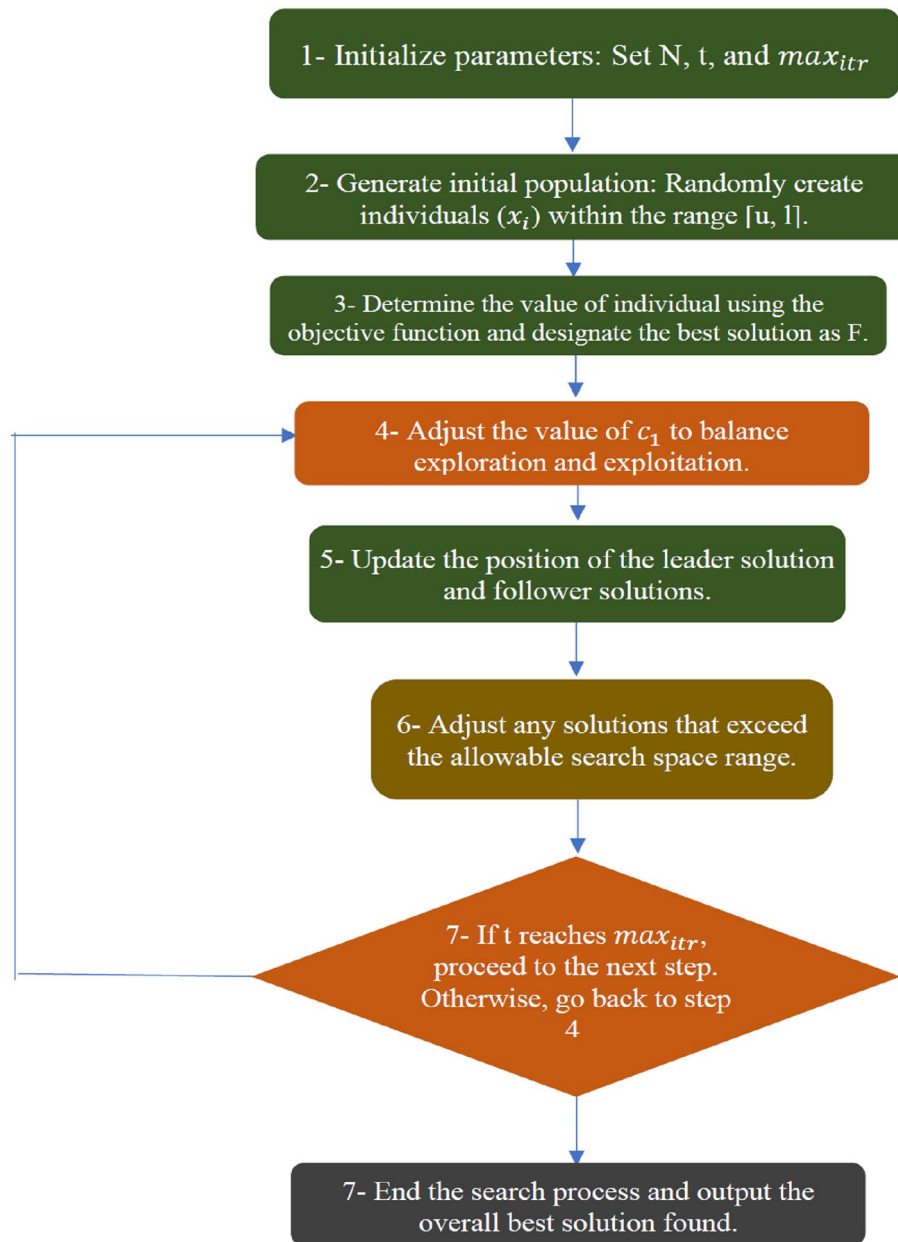 1- Initialize parameters: Set N, t, and max_itr
2- Generate initial population: Randomly create
individuals (x_i) within the range [u, l].
3- Determine the value of individual using the
objective function and designate the best solution as F.
4- Adjust the value of c_1 to balance
exploration and exploitation.
5- Update the position of the leader solution
and follower solutions.
6- Adjust any solutions that exceed
the allowable search space range.
7- If t reaches max_itr,
proceed to the next step.
Otherwise, go back to step
4
7- End the search process and output the
overall best solution found.